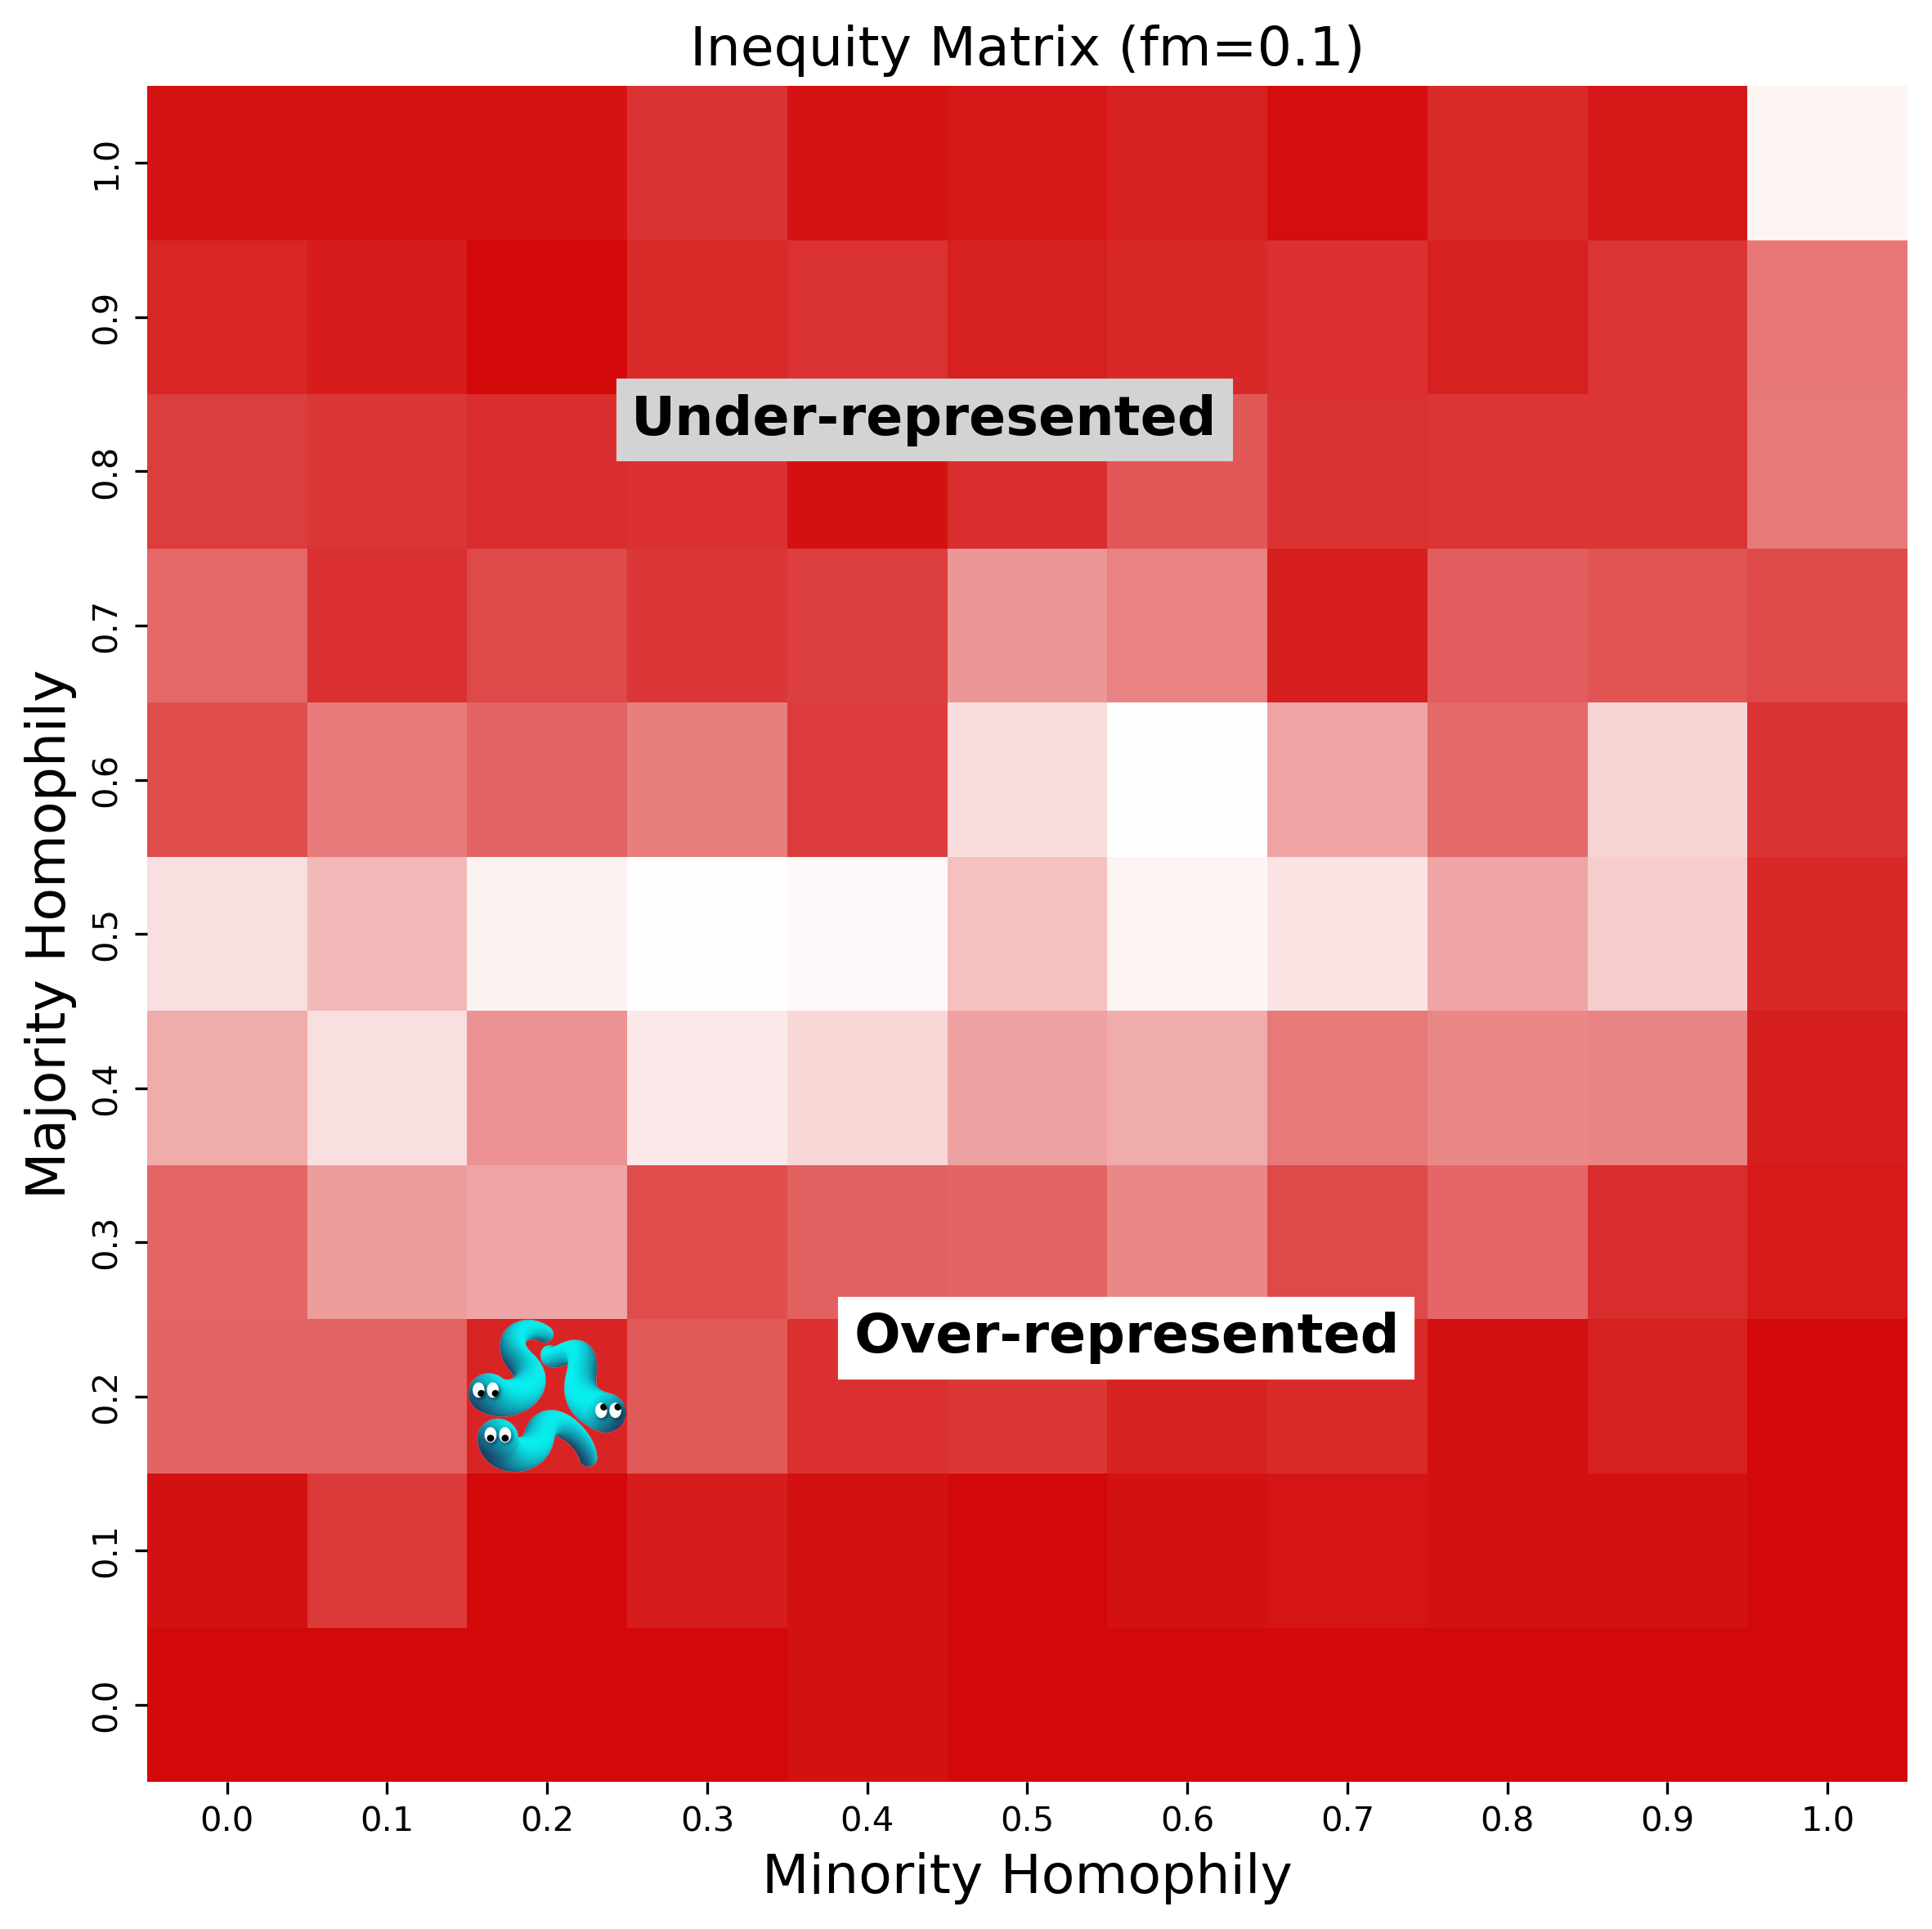 Inequity Matrix (fm=0.1)
1.0
0.9
Under-represented
0.8
0.7
0.6
0.5
0.4
0.3
Over-represented
0.2
0.1
0.0
Majority Homophily
0.0 0.1 0.2 0.3 0.4 0.5 0.6 0.7 0.8 0.9 1.0
Minority Homophily